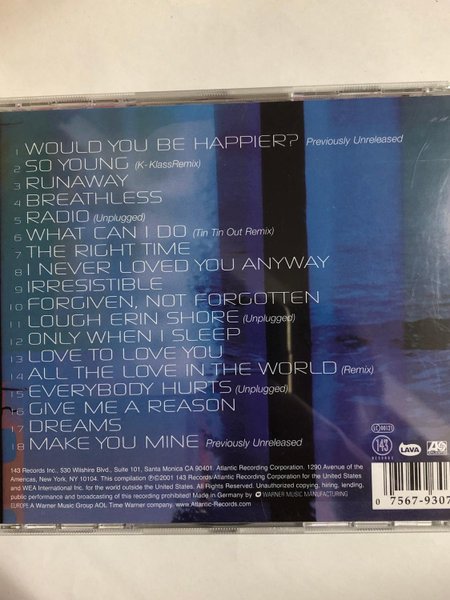 1 WOULD YOU BE HAPPIER? Previously Unreleased
2 SO YOUNG (K-KlassRemix)
3 RUNAWAY
4 BREATHLESS
5 RADIO (Unplugged)
6 WHAT CAN I DO (Tin Tin Out Remix)
7 THE RIGHT TIME
8 I NEVER LOVED YOU ANYWAY
9 IRRESISTIBLE
10 FORGIVEN, NOT FORGOTTEN
11 LOUGH ERIN SHORE (Unplugged)
12 ONLY WHEN I SLEEP
13 LOVE TO LOVE YOU
14 ALL THE LOVE IN THE WORLD (Remix)
15 EVERYBODY HURTS (Unplugged)
16 GIVE ME A REASON
17 DREAMS
18 MAKE YOU MINE Previously Unreleased
143
RECORDS
LAVA
143 Records Inc., 530 Wilshire Blvd., Suite 101, Santa Monica CA 90401. Atlantic Recording Corporation. 1290 Avenue of the
Americas, New York, NY 10104. This compilation ℗©2001 143 Records/Atlantic Recording Corporation for the United States
and WEA International Inc. for the world outside the United States. All Rights Reserved. Unauthorized copying, hiring, lending,
public performance and broadcasting of this recording prohibited! Made in Germany by WARNER MUSIC MANUFACTURING
EUROPE. A Warner Music Group AOL Time Warner company. www.Atlantic-Records.com
0 7567-9307